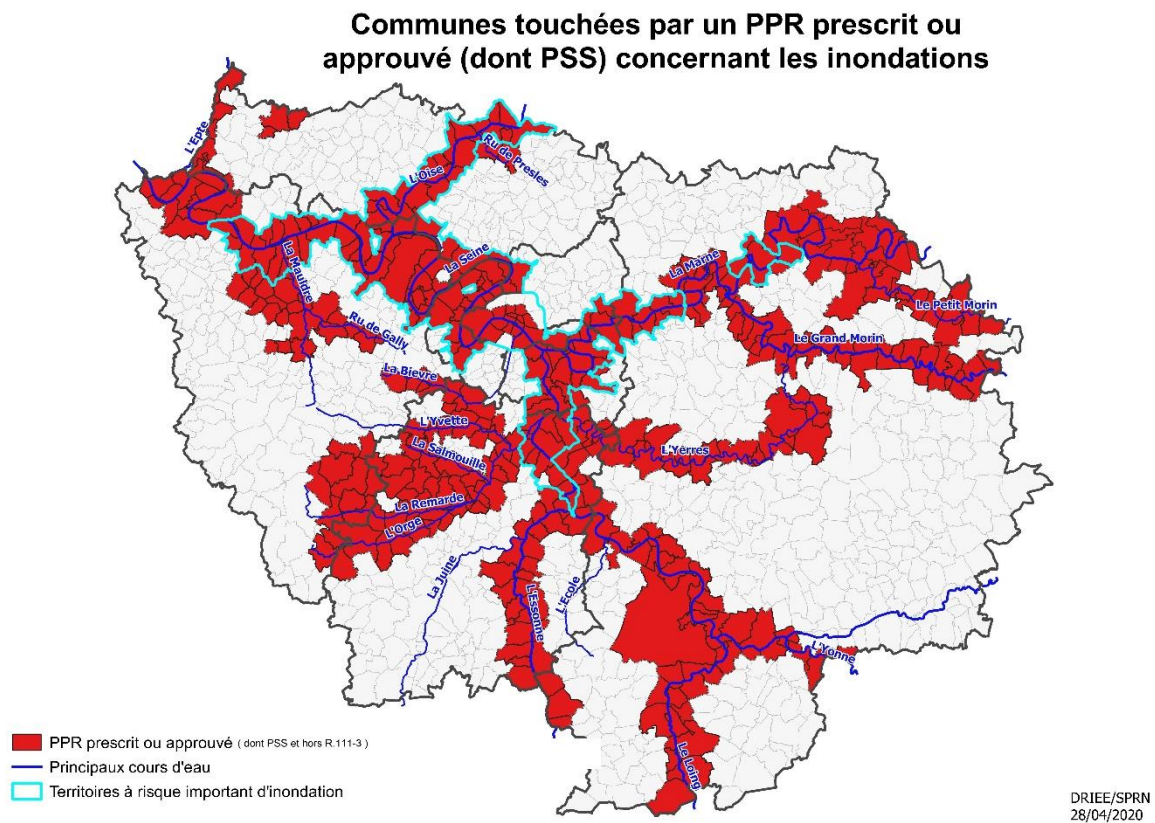 Communes touchées par un PPR prescrit ou
approuvé (dont PSS) concernant les inondations
L'Epte
Ru de Presles
L'Oise
La Seine
La Marne
La Mauldre
Le Petit Morin
Ru de Gally
Le Grand Morin
La Bievre
L'Yvette
La Salmouille
L'Yerres
La Remarde
L'Orge
La Juine
L'Essonne
L'Ecole
L'Yonne
Le Loing
PPR prescrit ou approuvé ( dont PSS et hors R.111-3 )
Principaux cours d'eau
Territoires à risque important d'inondation
DRIEE/SPRN
28/04/2020